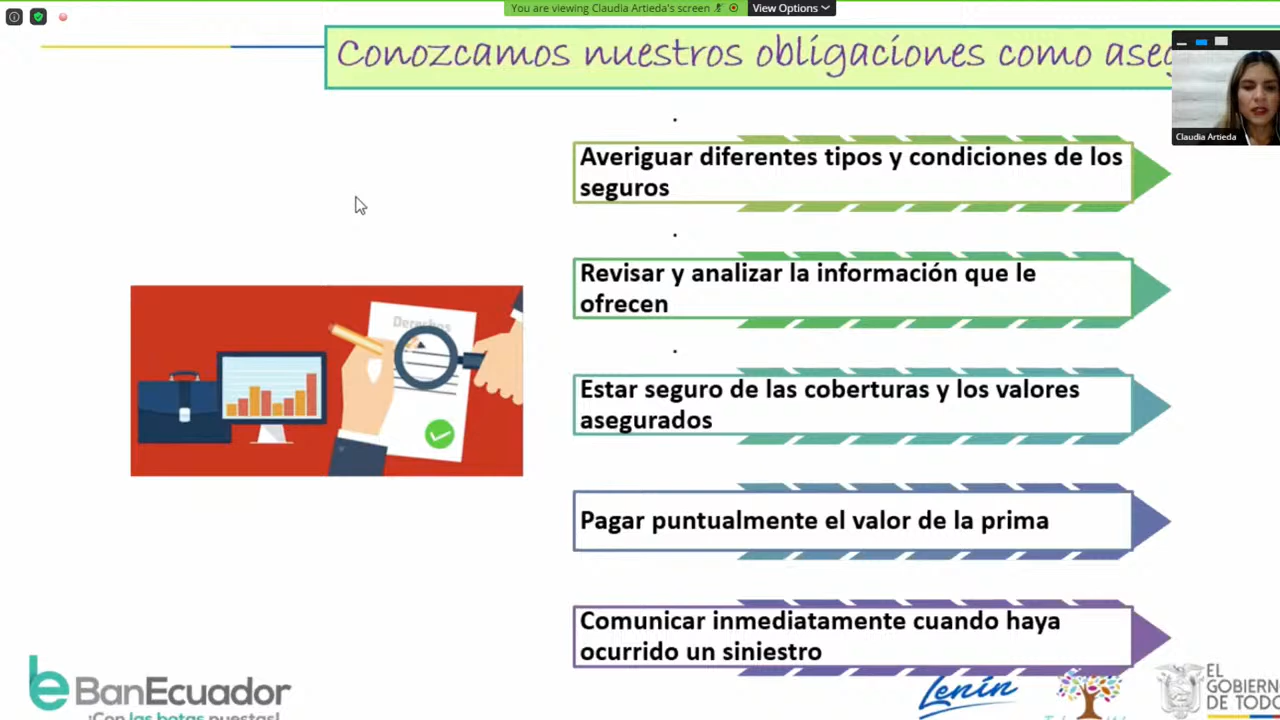 You are viewing Claudia Artieda's screen
View Options
Conozcamos nuestros obligaciones como
Claudia Artieda
Averiguar diferentes tipos y condiciones de los
seguros
Revisar y analizar la información que le
ofrecen
Derechos
Estar seguro de las coberturas y los valores
asegurados
Pagar puntualmente el valor de la prima
Comunicar inmediatamente cuando haya
ocurrido un siniestro
BanEcuador
¡Con las botas puestas!
Lenín
EL
DE